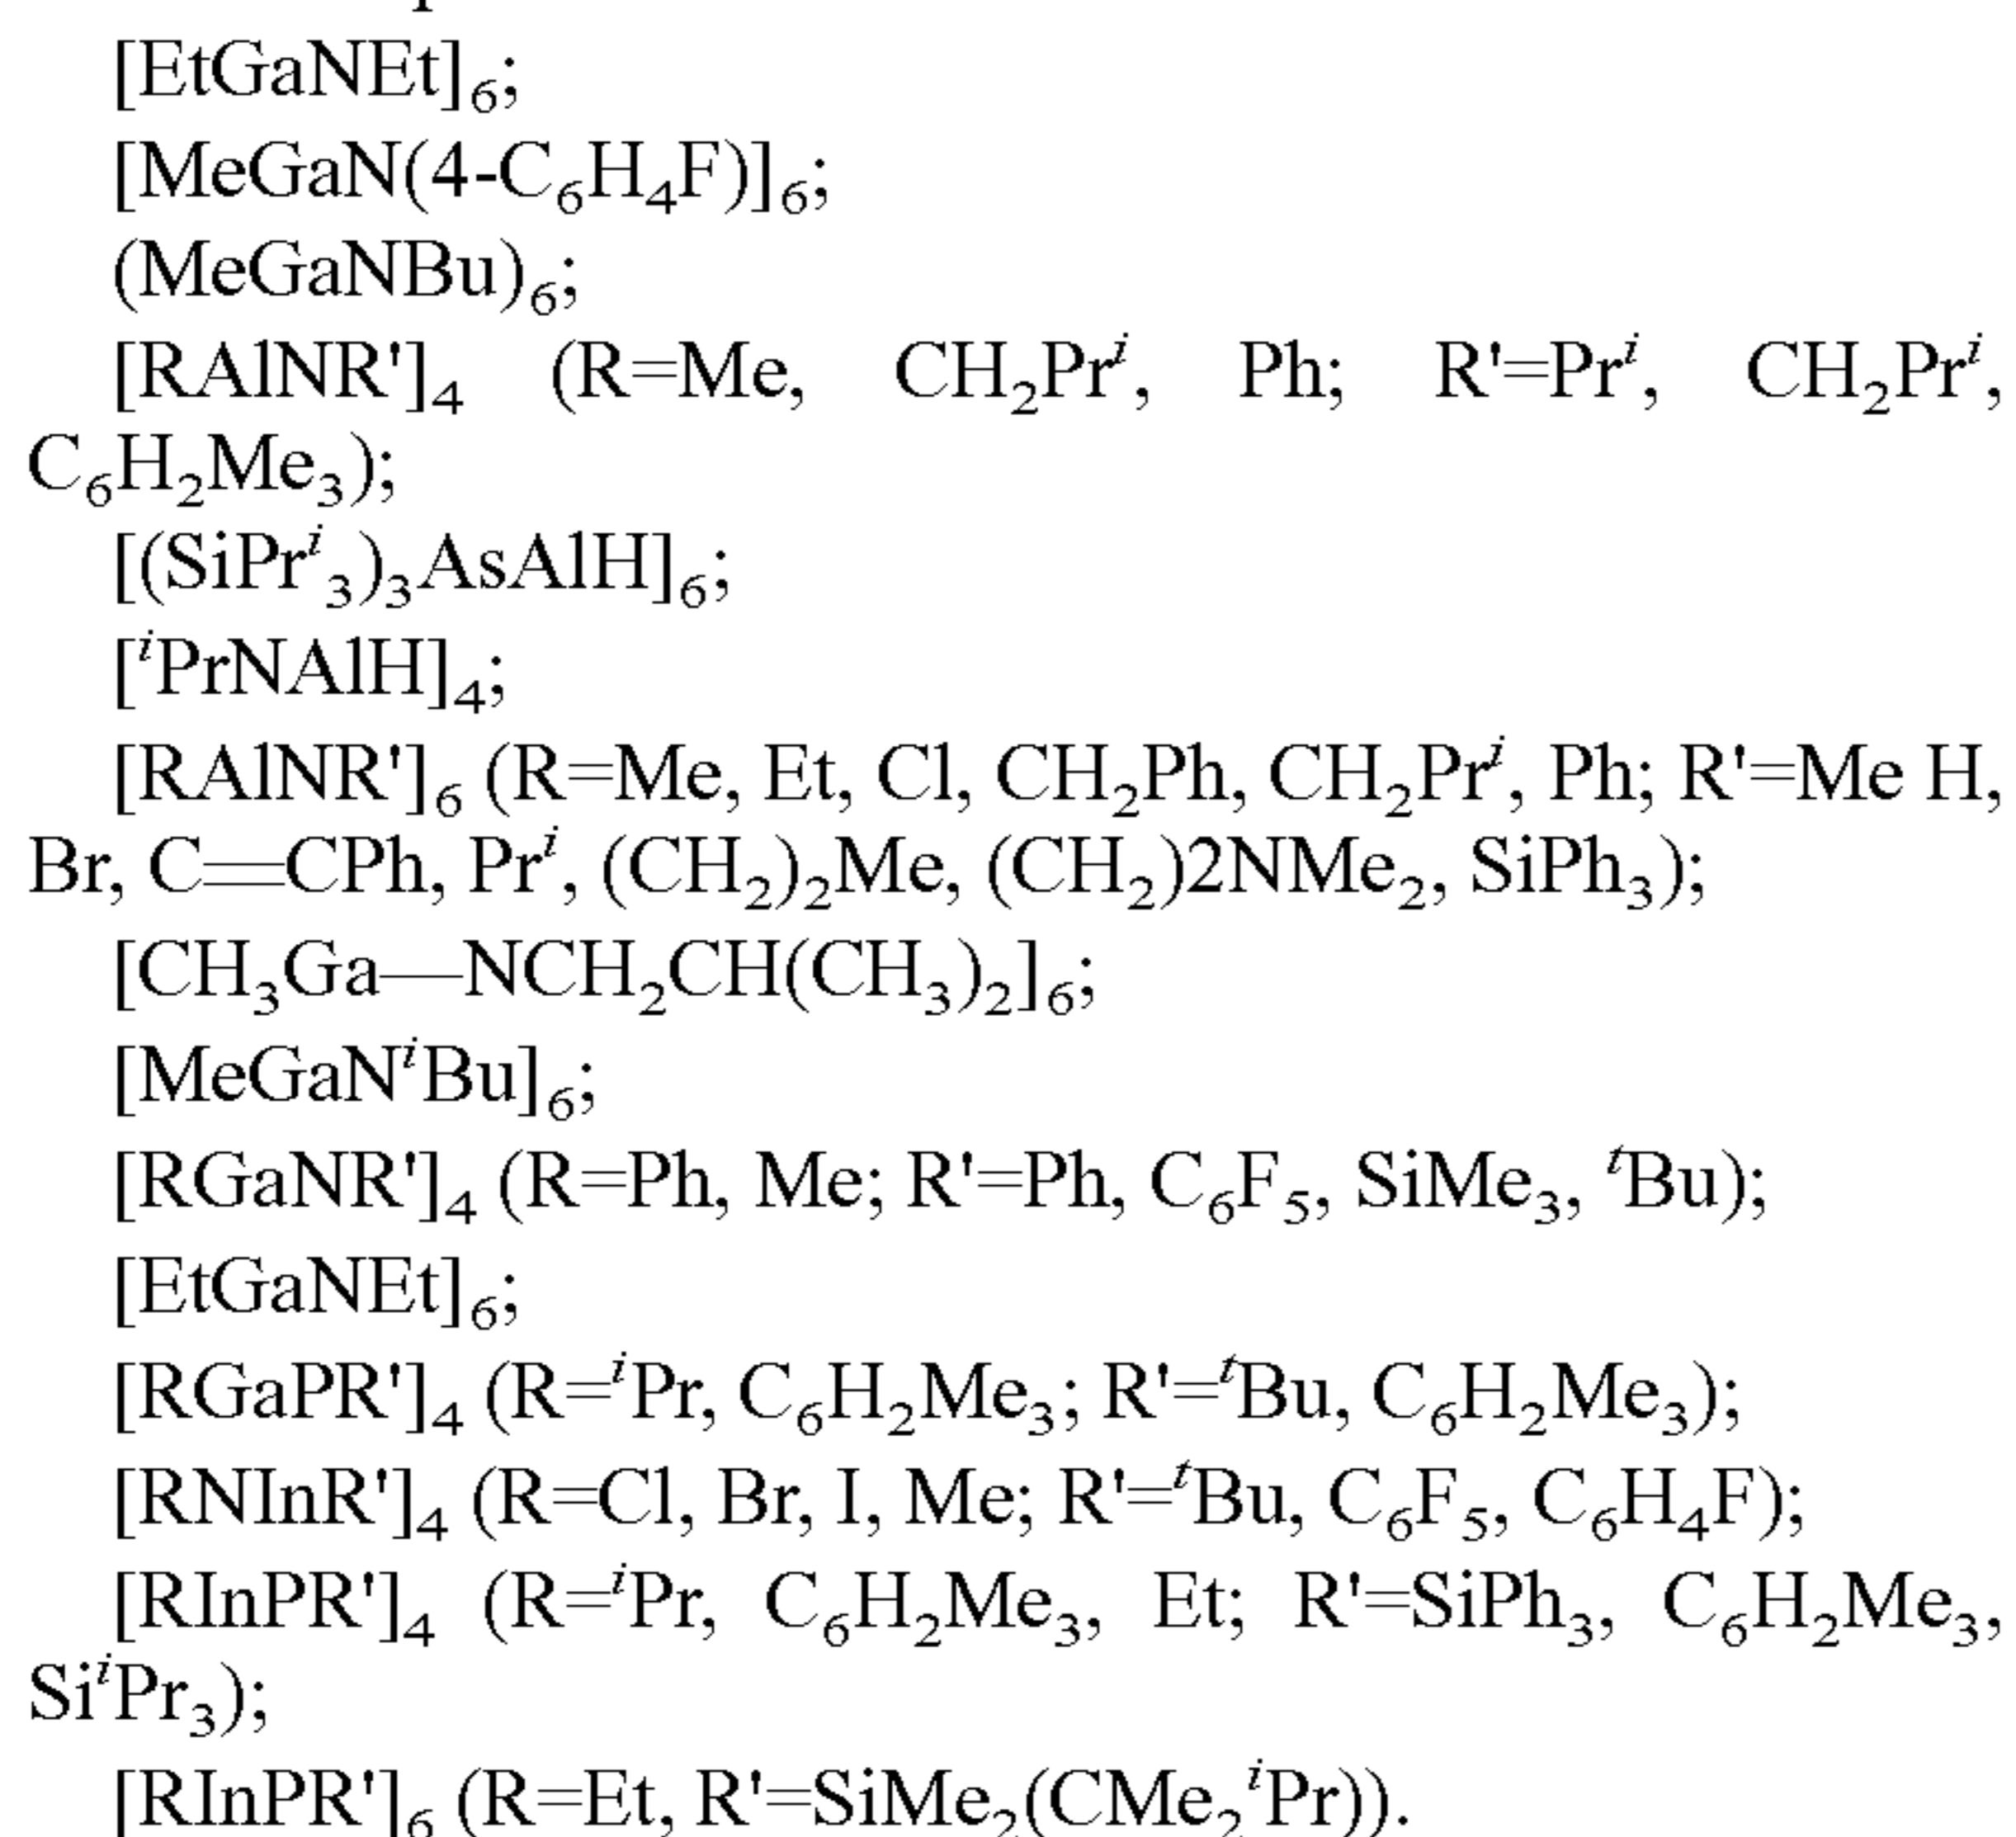 [EtGaNEt]₆;
[MeGaN(4-C₆H₄F)]₆;
(MeGaNBu)₆;
[RAlNR']₄ (R=Me, CH₂Prⁱ, Ph; R'=Prⁱ, CH₂Prⁱ,
C₆H₂Me₃);
[(SiPrⁱ₃)₃AsAlH]₆;
[ⁱPrNAlH]₄;
[RAlNR']₆ (R=Me, Et, Cl, CH₂Ph, CH₂Prⁱ, Ph; R'=Me H,
Br, C═CPh, Prⁱ, (CH₂)₂Me, (CH₂)2NMe₂, SiPh₃);
[CH₃Ga—NCH₂CH(CH₃)₂]₆;
[MeGaNⁱBu]₆;
[RGaNR']₄ (R=Ph, Me; R'=Ph, C₆F₅, SiMe₃, ᵗBu);
[EtGaNEt]₆;
[RGaPR']₄ (R=ⁱPr, C₆H₂Me₃; R'=ᵗBu, C₆H₂Me₃);
[RNInR']₄ (R=Cl, Br, I, Me; R'=ᵗBu, C₆F₅, C₆H₄F);
[RInPR']₄ (R=ⁱPr, C₆H₂Me₃, Et; R'=SiPh₃, C₆H₂Me₃,
SiⁱPr₃);
[RInPR']₆ (R=Et, R'=SiMe₂(CMe₂ⁱPr)).